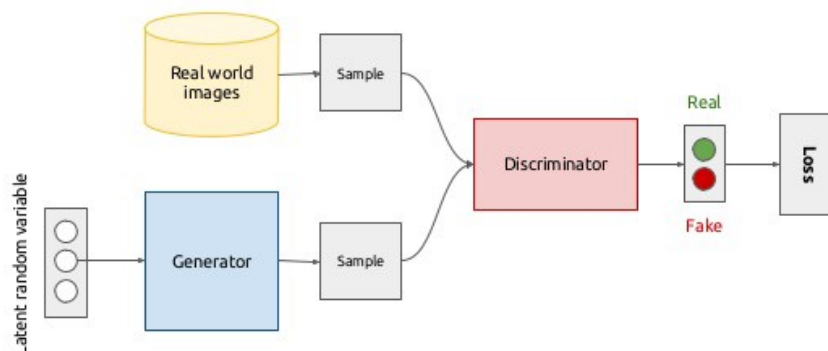 Real world
images
Sample
Real
Discriminator
Loss
Fake
Latent random variable
Generator
Sample